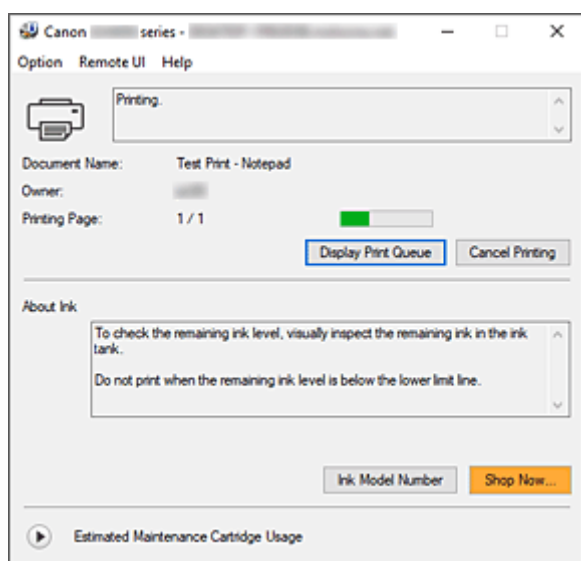 Canon series -
Option Remote UI Help
Printing.
Document Name: Test Print - Notepad
Owner:
Printing Page: 1 / 1
Display Print Queue Cancel Printing
About Ink
To check the remaining ink level, visually inspect the remaining ink in the ink
tank.
Do not print when the remaining ink level is below the lower limit line.
Ink Model Number Shop Now...
Estimated Maintenance Cartridge Usage